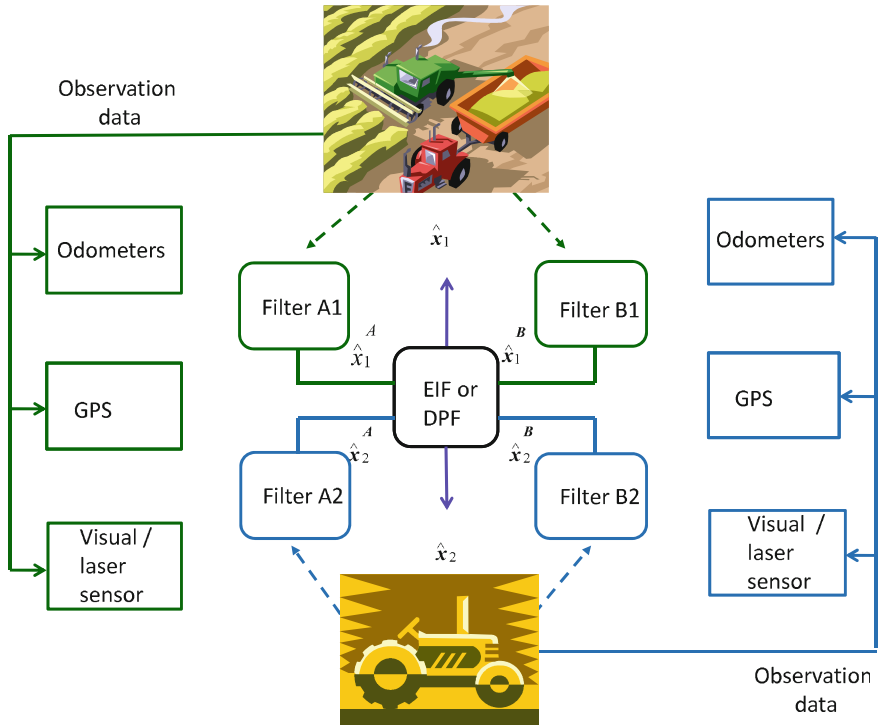 Observation
data
x̂₁
Odometers
Odometers
Filter A1
Filter B1
x̂₁ᴬ
x̂₁ᴮ
EIF or
DPF
GPS
GPS
x̂₂ᴬ
x̂₂ᴮ
Filter A2
Filter B2
Visual /
laser
sensor
Visual /
laser
sensor
x̂₂
Observation
data